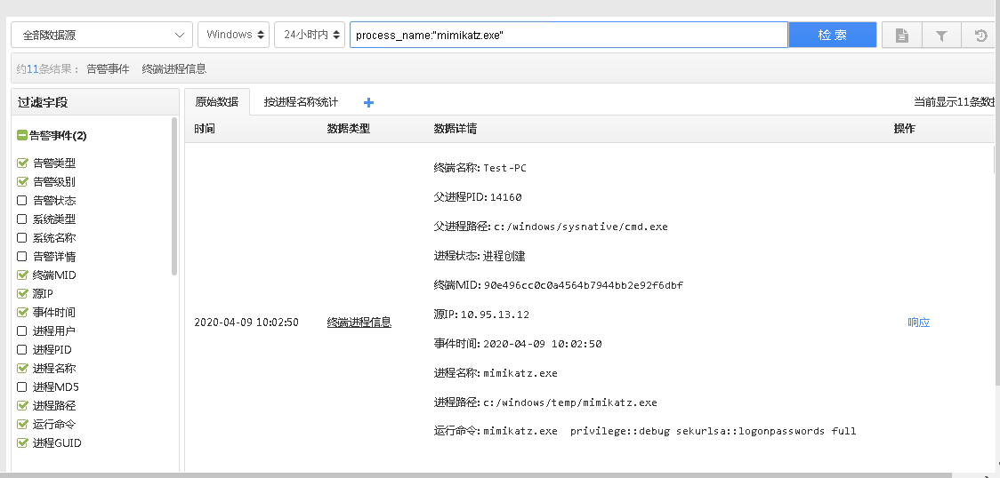 全部数据源 Windows 24小时内 process_name:"mimikatz.exe" 检 索
约11条结果： 告警事件 终端进程信息
过滤字段
告警事件(2)
告警类型
告警级别
告警状态
系统类型
系统名称
告警详情
终端MID
源IP
事件时间
进程用户
进程PID
进程名称
进程MD5
进程路径
运行命令
进程GUID
原始数据 按进程名称统计 + 当前显示11条数
时间 数据类型 数据详情 操作
终端名称: Test-PC
父进程PID: 14160
父进程路径: c:/windows/sysnative/cmd.exe
进程状态: 进程创建
终端MID: 90e496cc0c0a4564b7944bb2e92f6dbf
源IP: 10.95.13.12
2020-04-09 10:02:50 终端进程信息 响应
事件时间: 2020-04-09 10:02:50
进程名称: mimikatz.exe
进程路径: c:/windows/temp/mimikatz.exe
运行命令: mimikatz.exe  privilege::debug sekurlsa::logonpasswords full